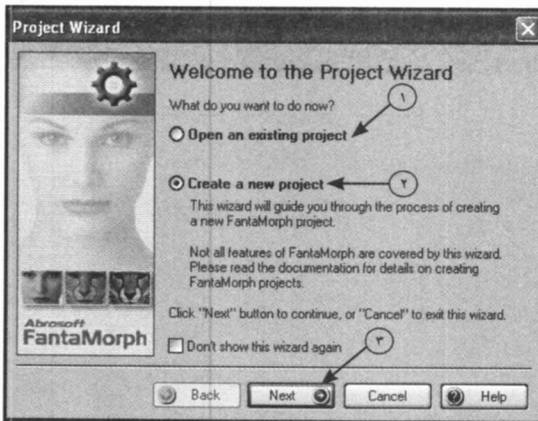 Project Wizard
Welcome to the Project Wizard
What do you want to do now?
۱
Open an existing project
Create a new project
۲
This wizard will guide you through the process of creating
a new FantaMorph project.
Not all features of FantaMorph are covered by this wizard.
Please read the documentation for details on creating
FantaMorph projects.
Click "Next" button to continue, or "Cancel" to exit this wizard.
Abrosoft
FantaMorph
Don't show this wizard again
۳
Back
Next
Cancel
Help